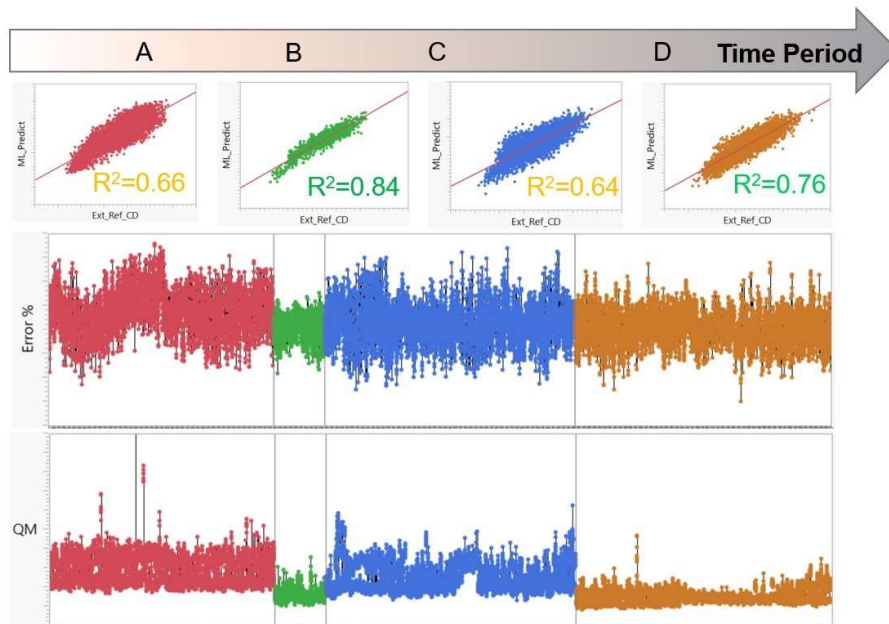 A B C D Time Period
ML_Predict
R²=0.66
Ext_Ref_CD
ML_Predict
R²=0.84
Ext_Ref_CD
ML_Predict
R²=0.64
Ext_Ref_CD
ML_Predict
R²=0.76
Ext_Ref_CD
Error %
QM